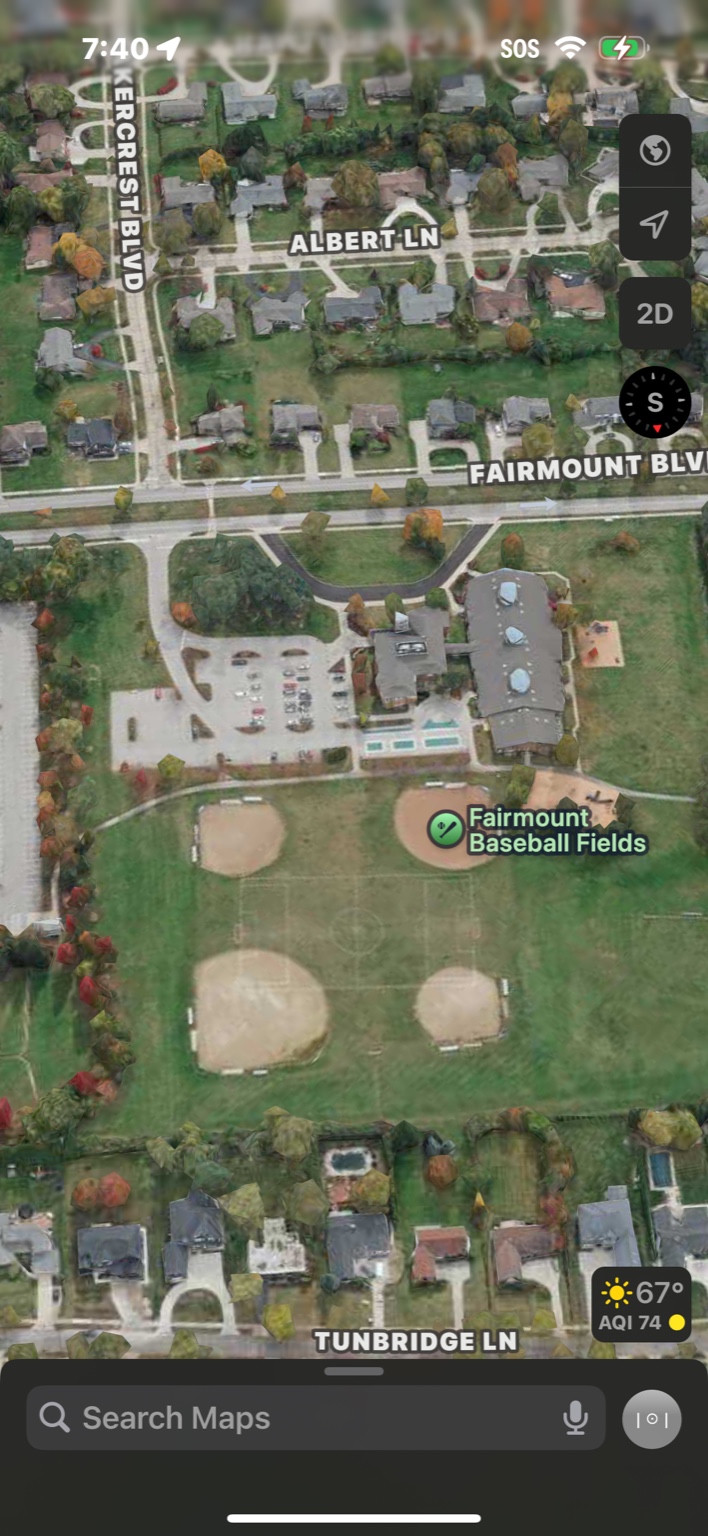 7:40
SOS
KERCREST BLVD
ALBERT LN
2D
S
FAIRMOUNT BLV
Fairmount
Baseball Fields
67°
AQI 74
TUNBRIDGE LN
Search Maps